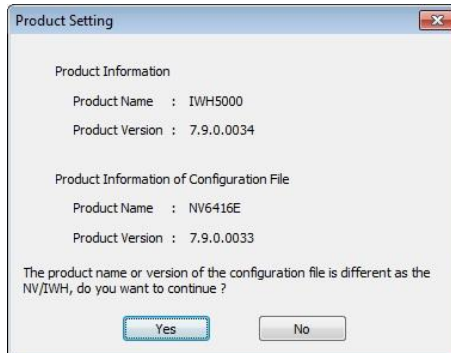 Product Setting
Product Information
Product Name : IWH5000
Product Version : 7.9.0.0034
Product Information of Configuration File
Product Name : NV6416E
Product Version : 7.9.0.0033
The product name or version of the configuration file is different as the
NV/IWH, do you want to continue ?
Yes No